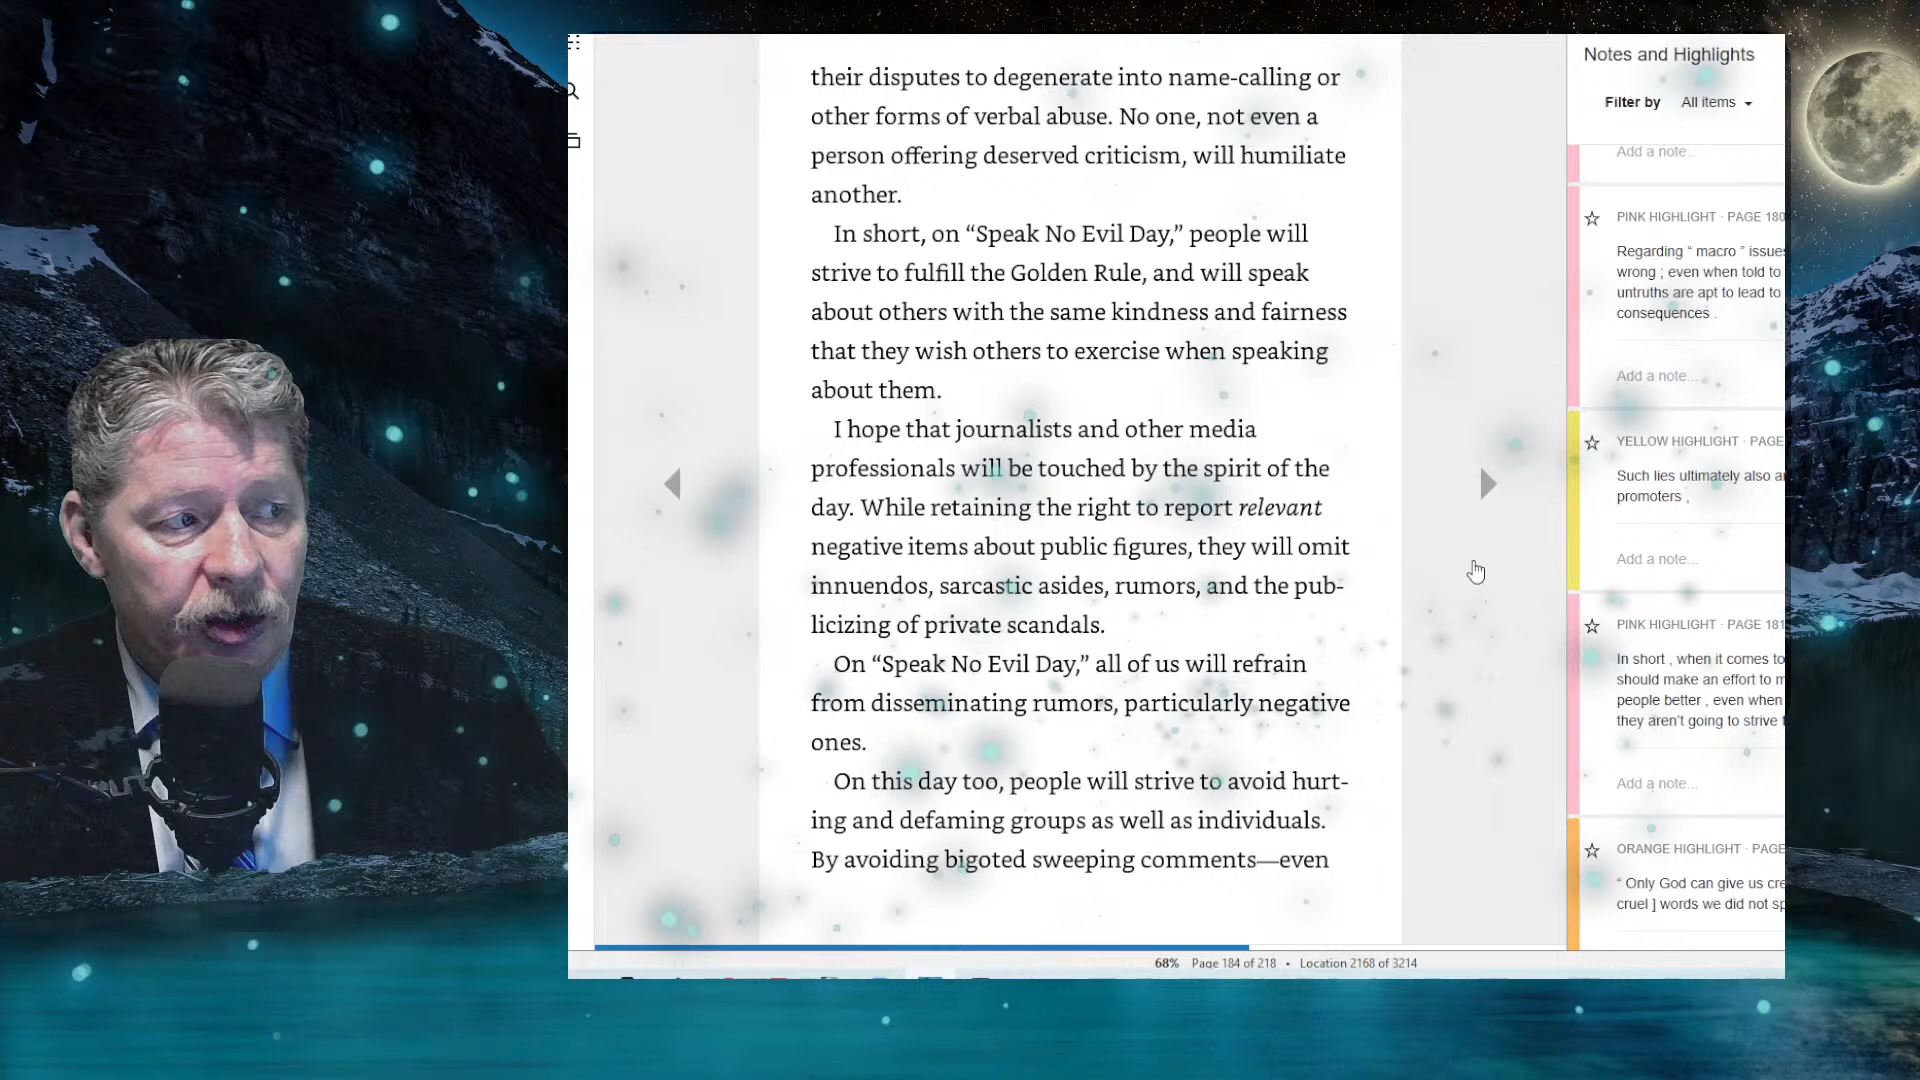 their disputes to degenerate into name-calling or
other forms of verbal abuse. No one, not even a
person offering deserved criticism, will humiliate
another.
In short, on “Speak No Evil Day,” people will
strive to fulfill the Golden Rule, and will speak
about others with the same kindness and fairness
that they wish others to exercise when speaking
about them.
I hope that journalists and other media
professionals will be touched by the spirit of the
day. While retaining the right to report relevant
negative items about public figures, they will omit
innuendos, sarcastic asides, rumors, and the pub-
licizing of private scandals.
On “Speak No Evil Day,” all of us will refrain
from disseminating rumors, particularly negative
ones.
On this day too, people will strive to avoid hurt-
ing and defaming groups as well as individuals.
By avoiding bigoted sweeping comments—even
68% Page 184 of 218 • Location 2168 of 3214
Notes and Highlights
Filter by All items
Add a note...
PINK HIGHLIGHT · PAGE 180
Regarding “ macro ” issues
wrong ; even when told to
untruths are apt to lead to
consequences .
Add a note...
YELLOW HIGHLIGHT · PAGE
Such lies ultimately also
promoters ,
Add a note...
PINK HIGHLIGHT · PAGE 181
In short , when it comes to
should make an effort to
people better , even when
they aren't going to strive
Add a note...
ORANGE HIGHLIGHT · PAGE
“ Only God can give us
cruel ] words we did not